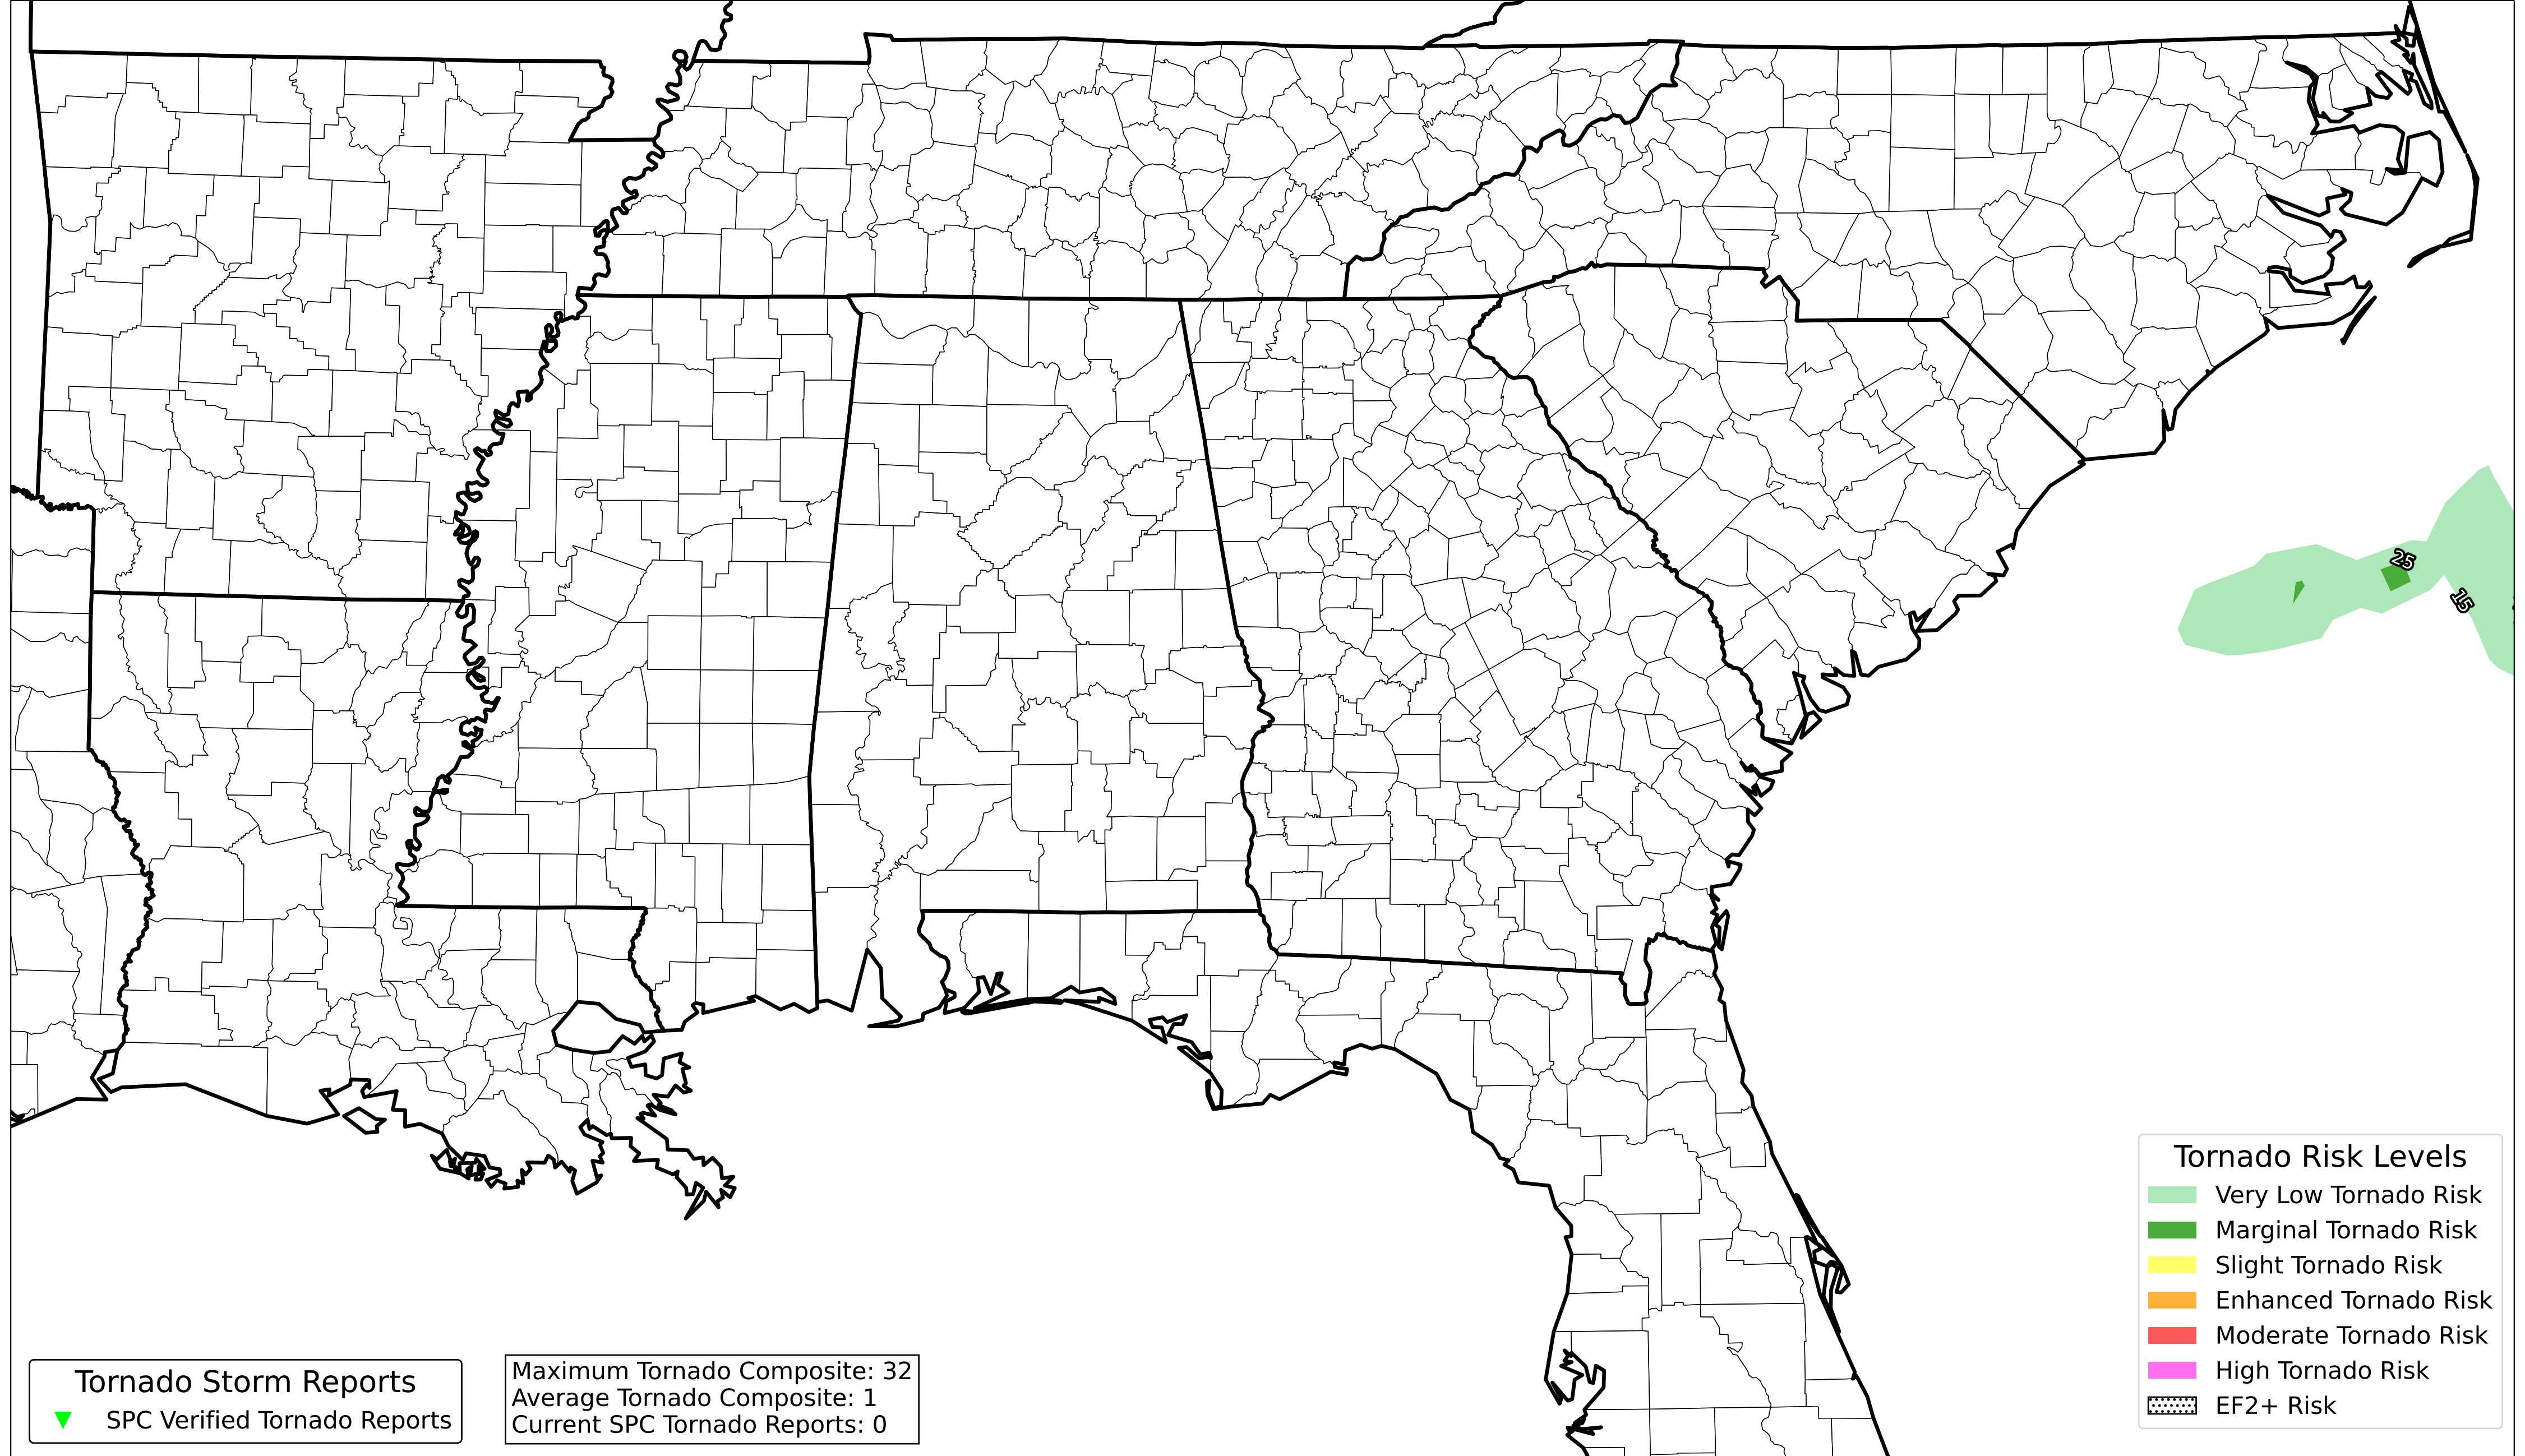 25
15
Tornado Risk Levels
Very Low Tornado Risk
Marginal Tornado Risk
Slight Tornado Risk
Enhanced Tornado Risk
Moderate Tornado Risk
High Tornado Risk
EF2+ Risk
Tornado Storm Reports
SPC Verified Tornado Reports
Maximum Tornado Composite: 32
Average Tornado Composite: 1
Current SPC Tornado Reports: 0